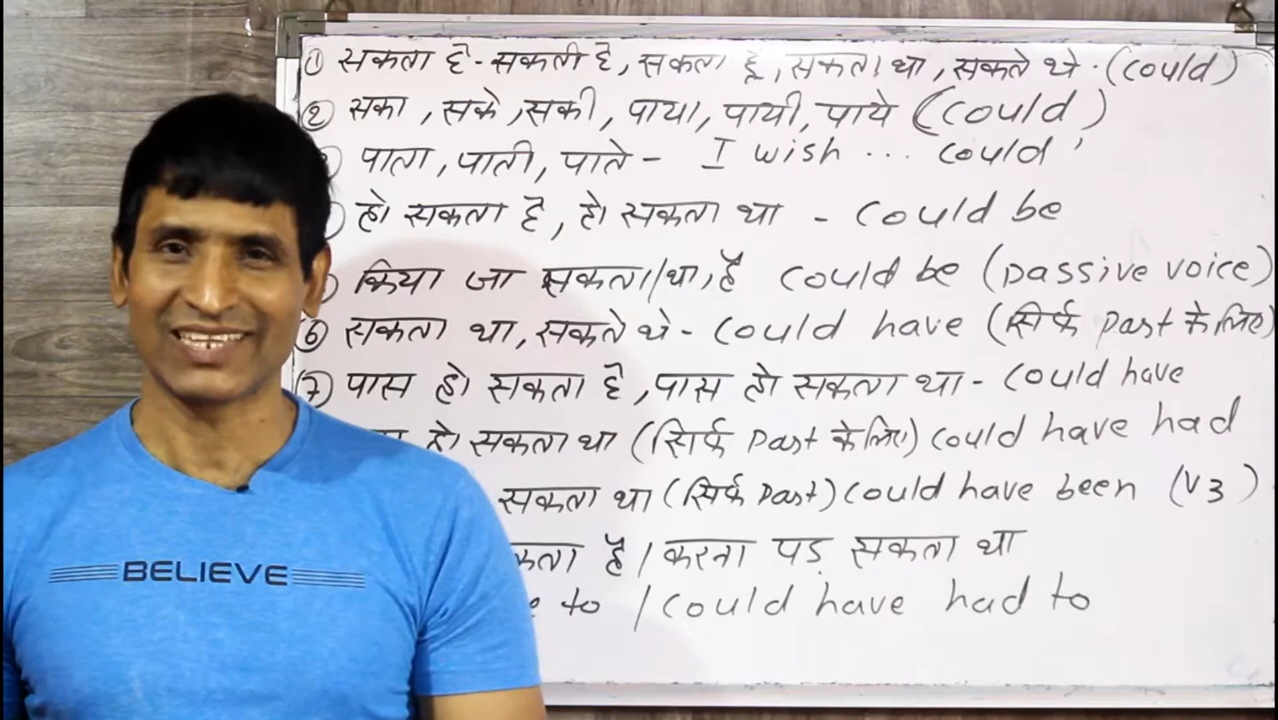 ① सकता है - सकती है, सकता हूँ, सकता था, सकते थे . (could)
② सका, सके, सकी, पाया, पायी, पाये (could)
पाता, पाती, पाते - I wish ... could
हो सकता है, हो सकता था - could be
किया जा सकता/था, है could be (passive voice)
(6) सकता था, सकते थे - could have (सिर्फ past के लिए)
(7) पास हो सकता है, पास हो सकता था - could have
हो सकता था (सिर्फ past के लिए) could have had
सकता था (सिर्फ past) could have been (v3)
है / करना पड़ सकता था
to / could have had to
BELIEVE